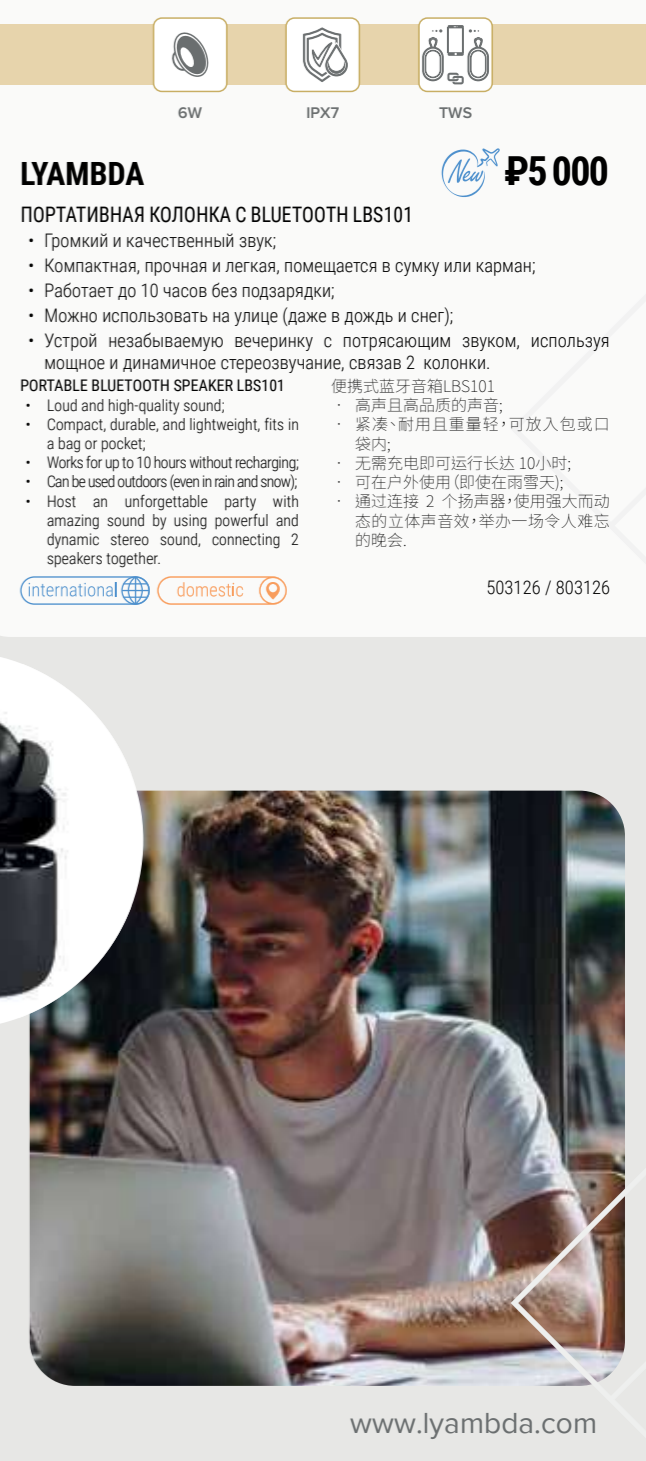 6W
IPX7
TWS
LYAMBDA
New
₽5 000
ПОРТАТИВНАЯ КОЛОНКА С BLUETOOTH LBS101
• Громкий и качественный звук;
• Компактная, прочная и легкая, помещается в сумку или карман;
• Работает до 10 часов без подзарядки;
• Можно использовать на улице (даже в дождь и снег);
• Устрой незабываемую вечеринку с потрясающим звуком, используя
мощное и динамичное стереозвучание, связав 2 колонки.
PORTABLE BLUETOOTH SPEAKER LBS101
• Loud and high-quality sound;
• Compact, durable, and lightweight, fits in
a bag or pocket;
• Works for up to 10 hours without recharging;
• Can be used outdoors (even in rain and snow);
• Host an unforgettable party with
amazing sound by using powerful and
dynamic stereo sound, connecting 2
speakers together.
便携式蓝牙音箱LBS101
· 高声且高品质的声音;
· 紧凑、耐用且重量轻，可放入包或口
袋内;
· 无需充电即可运行长达 10小时;
· 可在户外使用 (即使在雨雪天);
· 通过连接 2 个扬声器，使用强大而动
态的立体声音效，举办一场令人难忘
的晚会.
international
domestic
503126 / 803126
www.lyambda.com